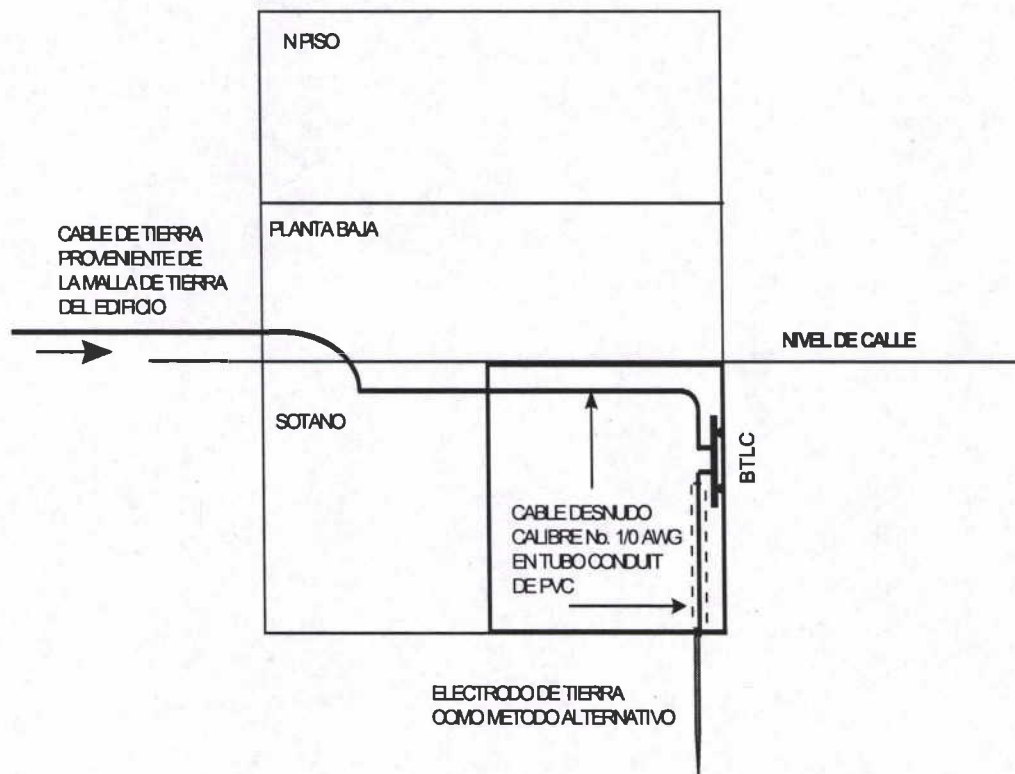 N PISO
PLANTA BAJA
CABLE DE TIERRA
PROVENIENTE DE
LA MALLA DE TIERRA
DEL EDIFICIO
NIVEL DE CALLE
SOTANO
BTLC
CABLE DESNUDO
CALIBRE No. 1/0 AWG
EN TUBO CONDUIT
DE PVC
ELECTRODO DE TIERRA
COMO METODO ALTERNATIVO